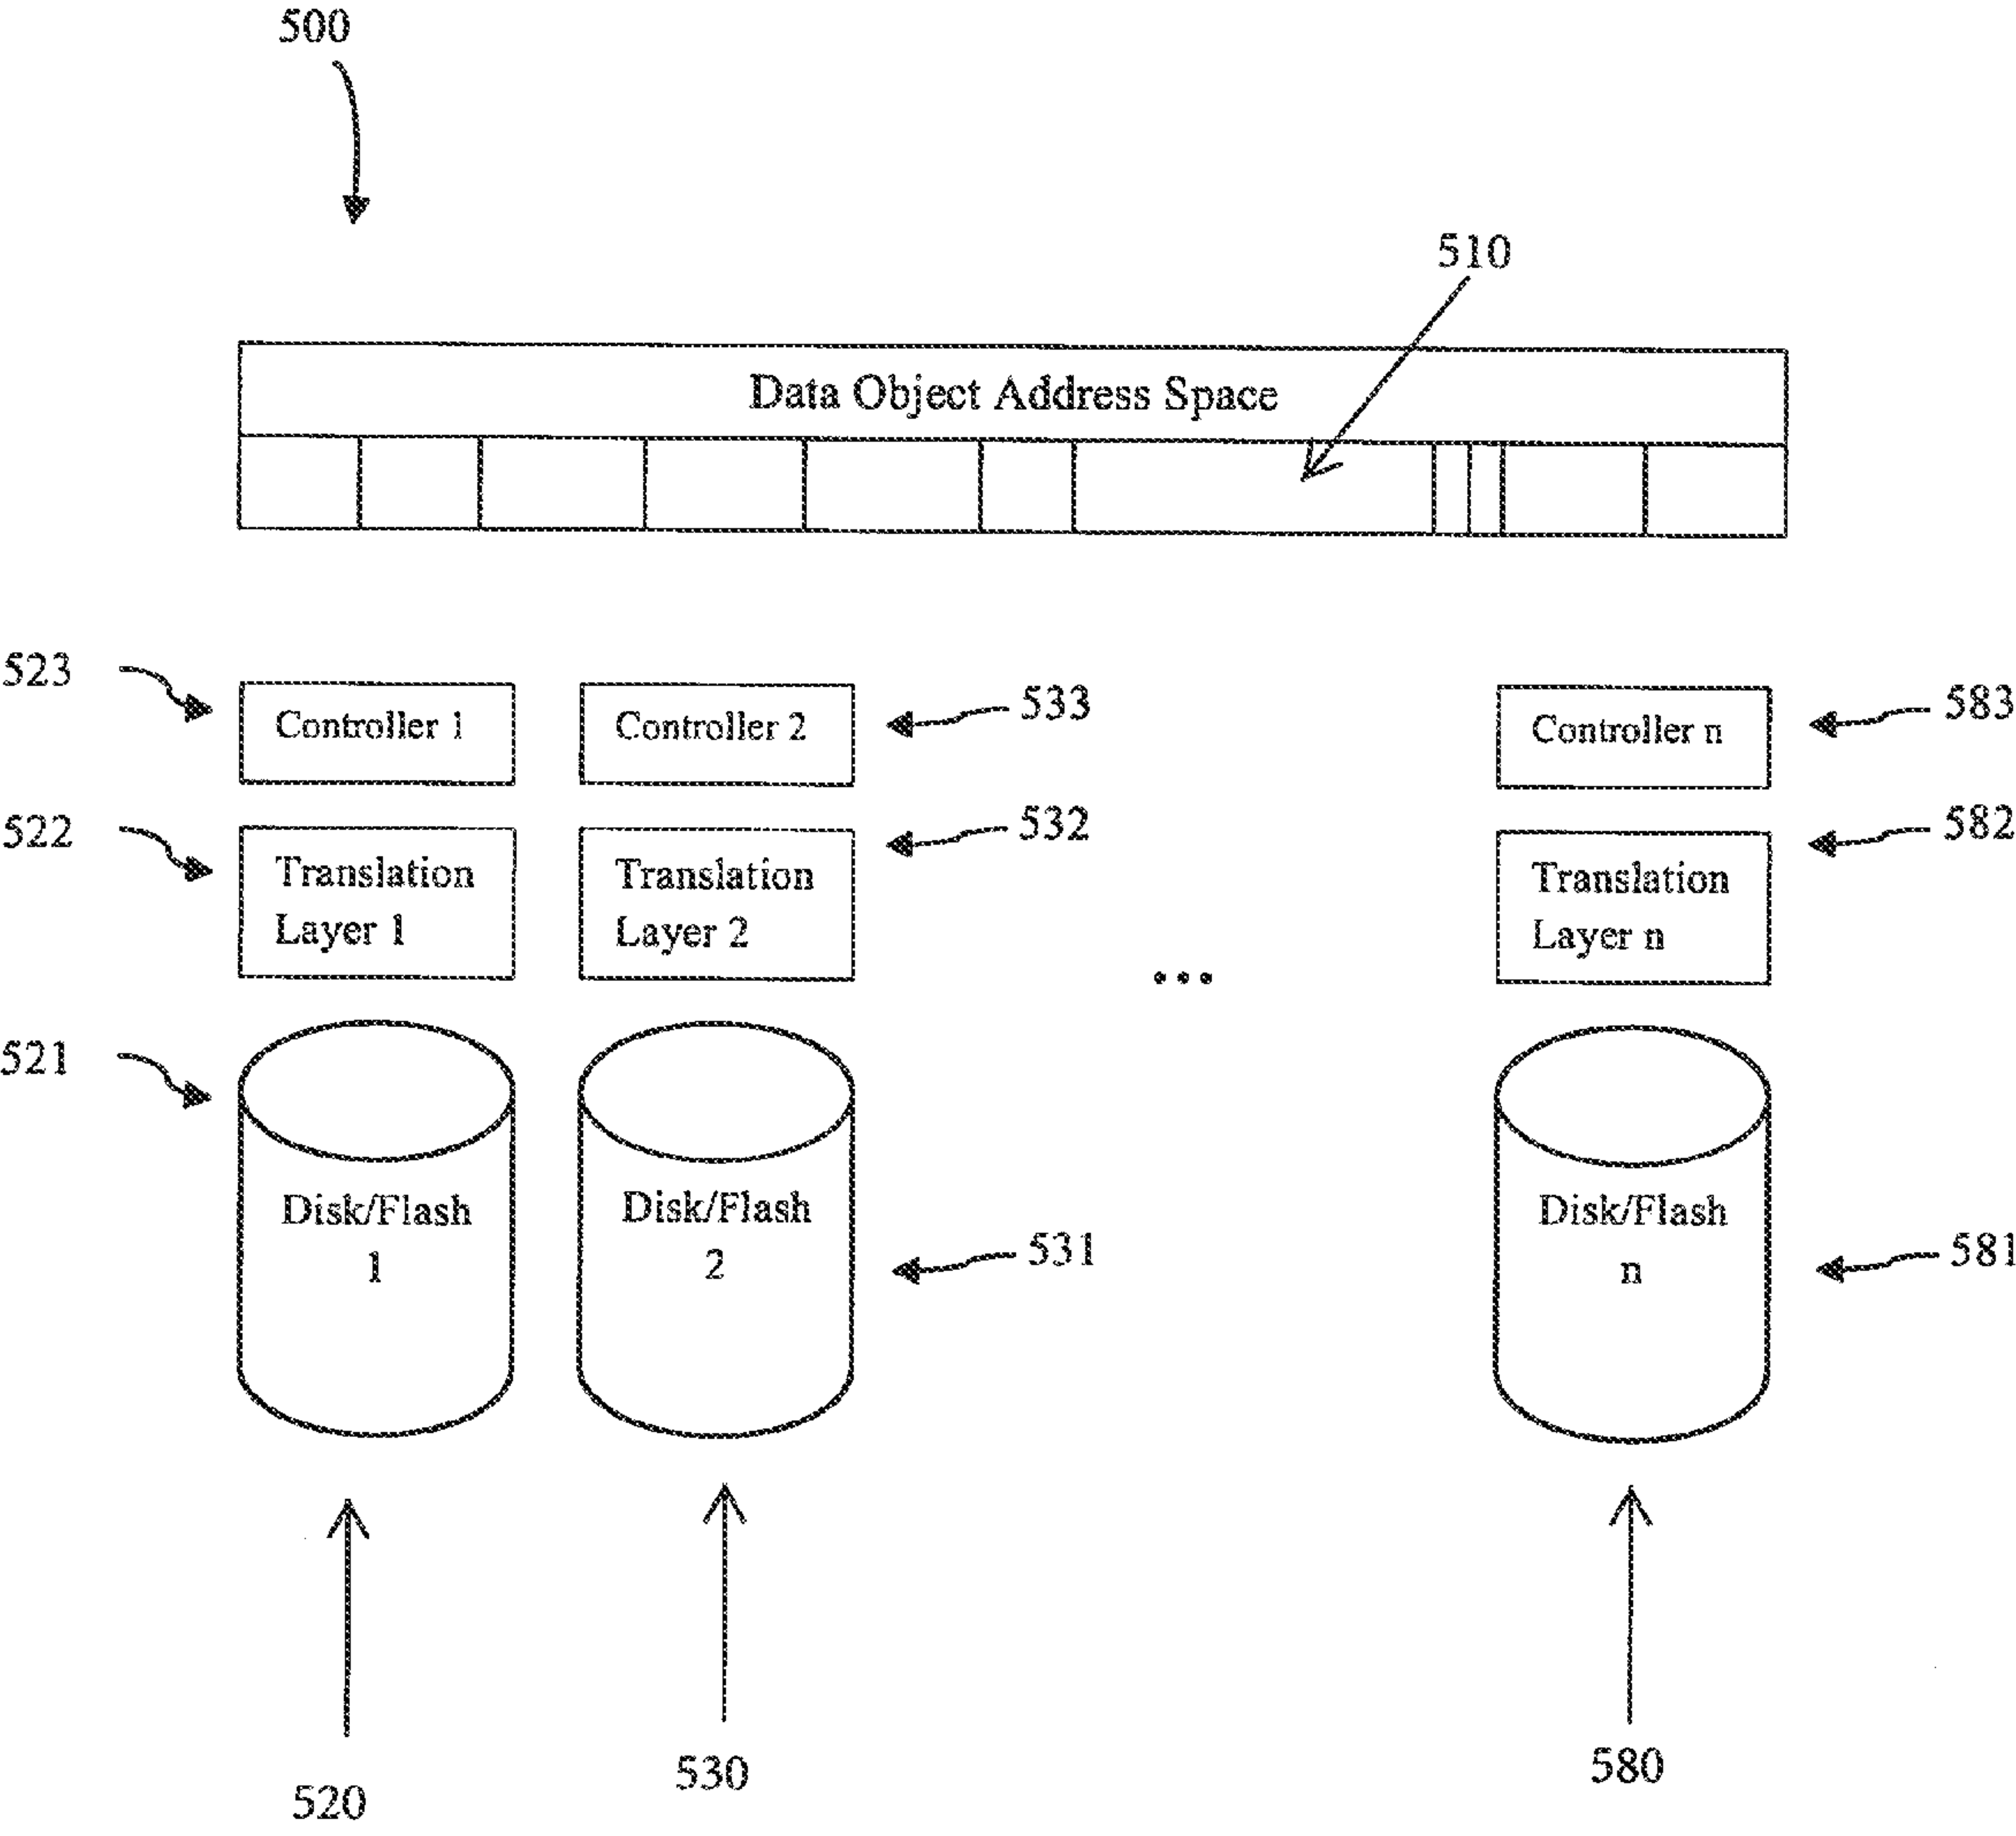 500
510
Data Object Address Space
523
Controller 1
Controller 2
533
Controller n
583
522
Translation
Layer 1
Translation
Layer 2
532
Translation
Layer n
582
...
521
Disk/Flash
1
Disk/Flash
2
531
Disk/Flash
n
581
520
530
580